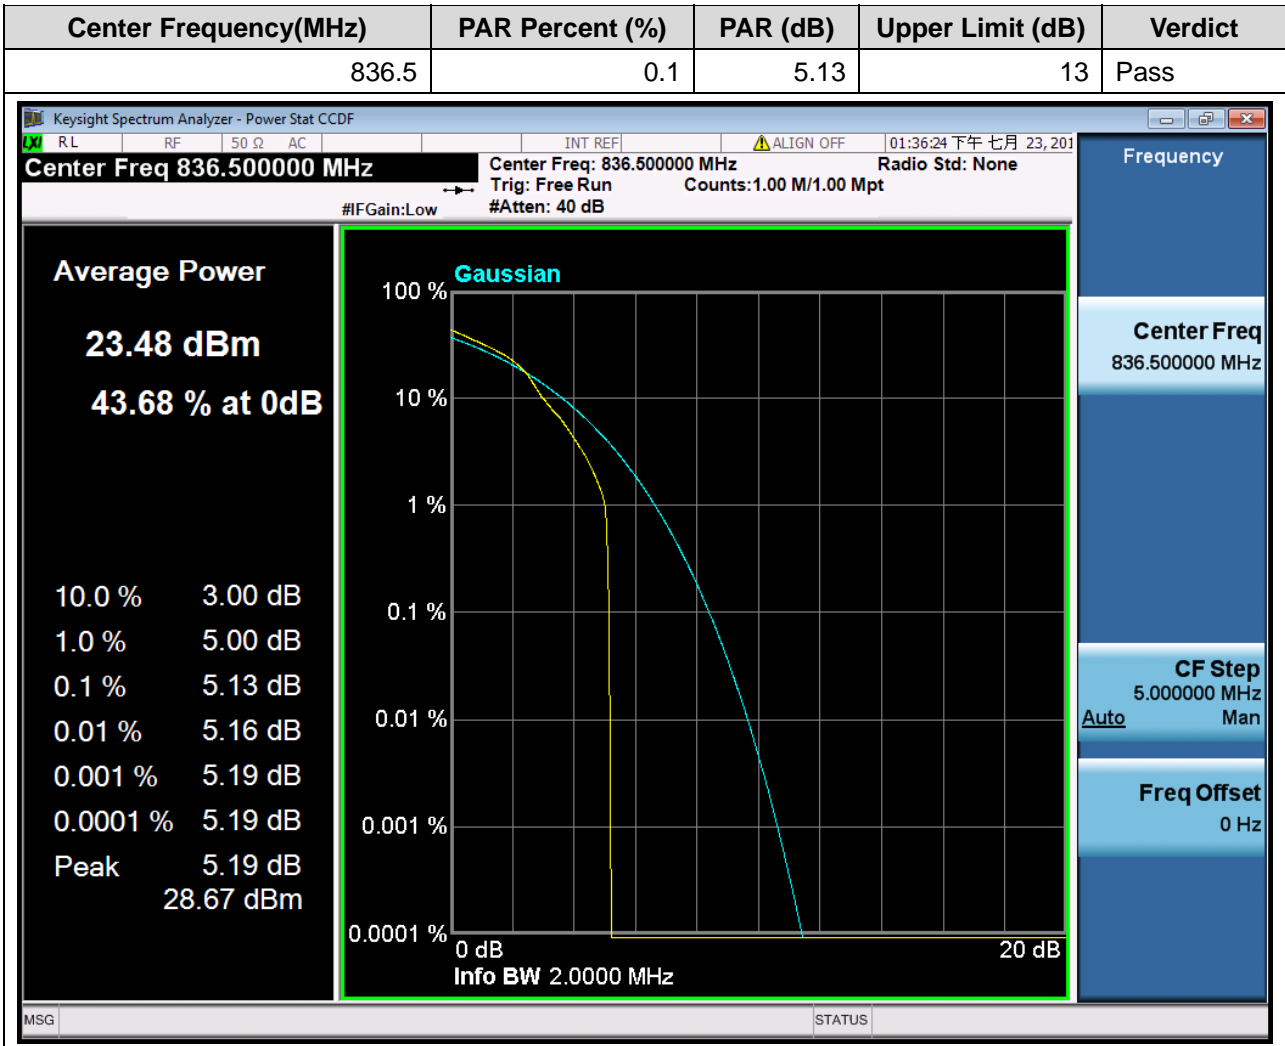 Center Frequency(MHz) PAR Percent (%) PAR (dB) Upper Limit (dB) Verdict
836.5 0.1 5.13 13 Pass
Keysight Spectrum Analyzer - Power Stat CCDF
LXI RL RF 50 Ω AC INT REF ALIGN OFF 01:36:24 下午 七月 23, 201
Center Freq 836.500000 MHz
Center Freq: 836.500000 MHz Radio Std: None
Trig: Free Run Counts:1.00 M/1.00 Mpt
#IFGain:Low #Atten: 40 dB
Average Power
23.48 dBm
43.68 % at 0dB
10.0 % 3.00 dB
1.0 % 5.00 dB
0.1 % 5.13 dB
0.01 % 5.16 dB
0.001 % 5.19 dB
0.0001 % 5.19 dB
Peak 5.19 dB
28.67 dBm
Gaussian
100 %
10 %
1 %
0.1 %
0.01 %
0.001 %
0.0001 %
0 dB 20 dB
Info BW 2.0000 MHz
Frequency
Center Freq
836.500000 MHz
CF Step
5.000000 MHz
Auto Man
Freq Offset
0 Hz
MSG STATUS